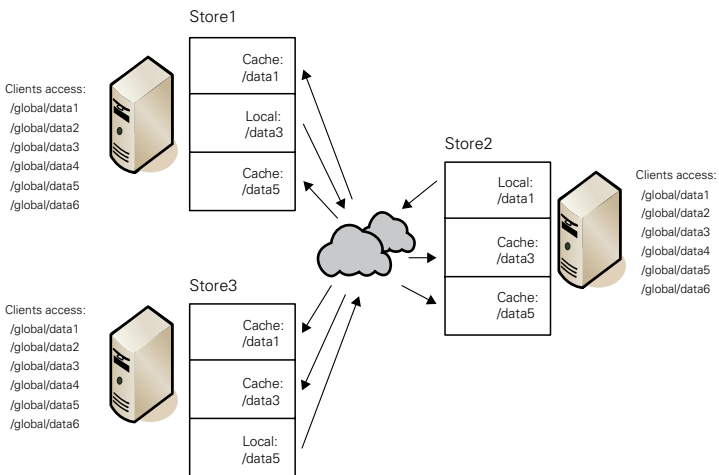 Store1
Cache:
/data1
Local:
/data3
Cache:
/data5
Clients access:
/global/data1
/global/data2
/global/data3
/global/data4
/global/data5
/global/data6
Store2
Local:
/data1
Cache:
/data3
Cache:
/data5
Clients access:
/global/data1
/global/data2
/global/data3
/global/data4
/global/data5
/global/data6
Store3
Cache:
/data1
Cache:
/data3
Local:
/data5
Clients access:
/global/data1
/global/data2
/global/data3
/global/data4
/global/data5
/global/data6